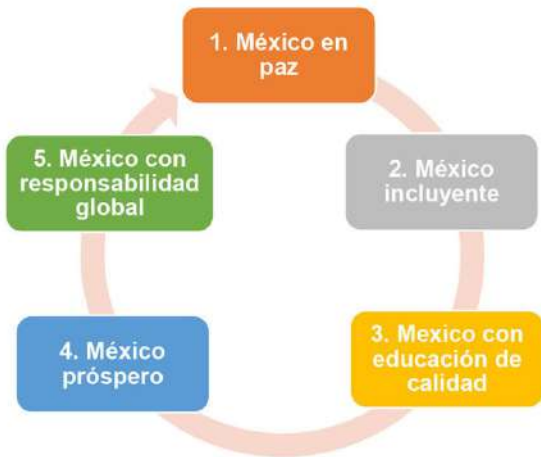 1. México en
paz
2. México
incluyente
3. Mexico con
educación de
calidad
4. México
próspero
5. México con
responsabilidad
global